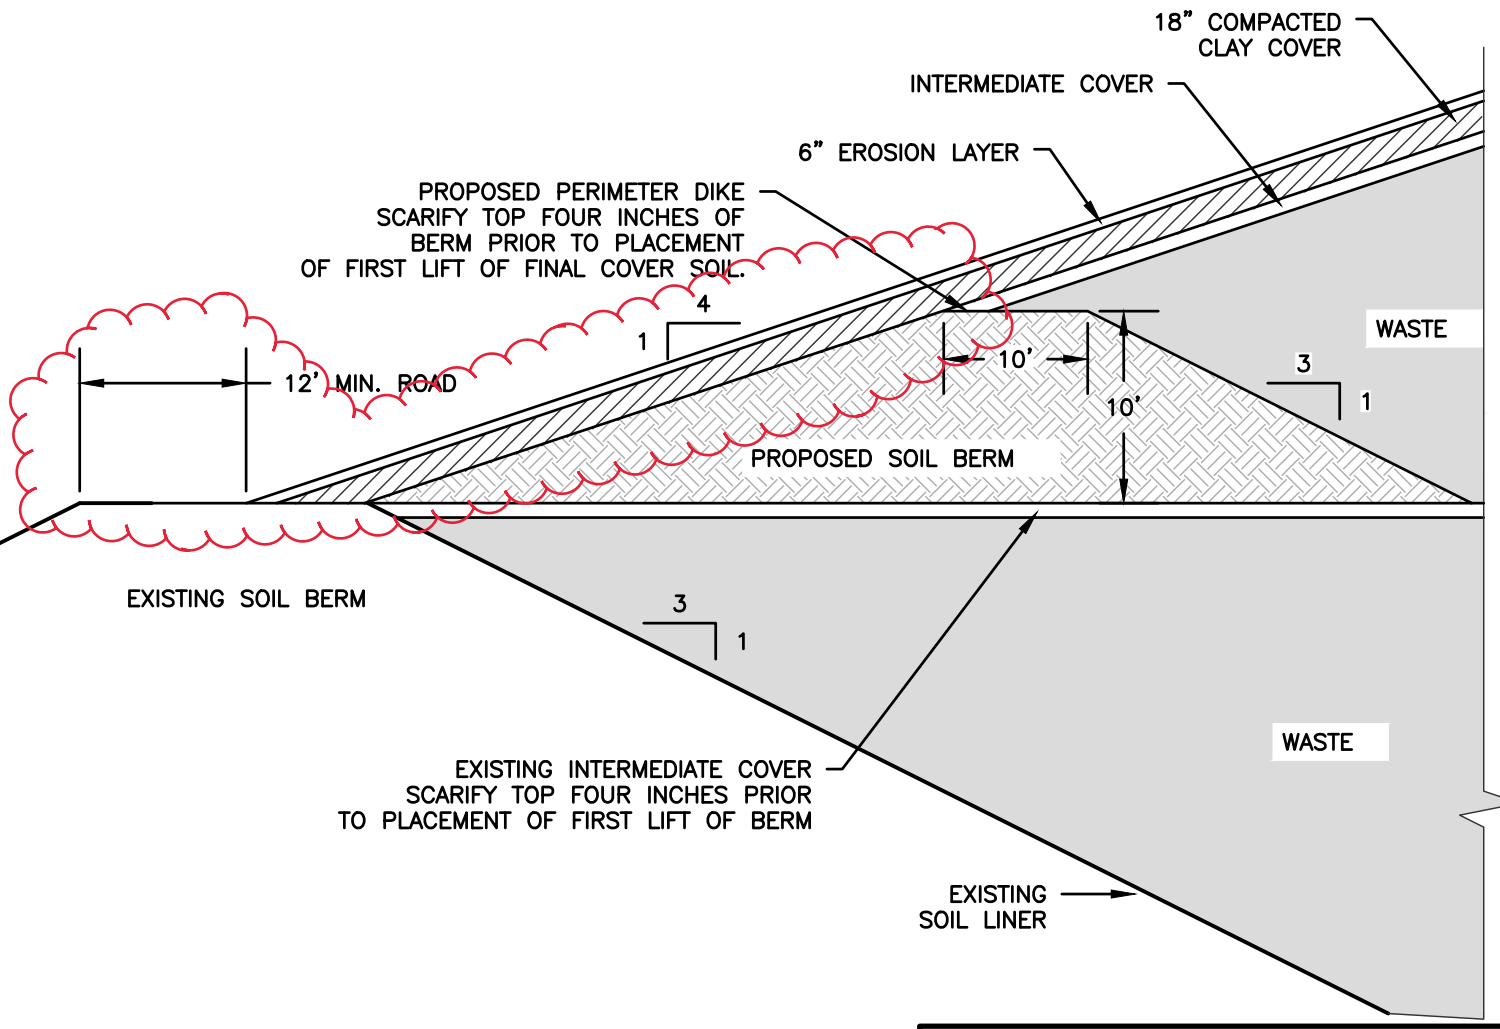 18” COMPACTED
CLAY COVER
INTERMEDIATE COVER
6” EROSION LAYER
PROPOSED PERIMETER DIKE
SCARIFY TOP FOUR INCHES OF
BERM PRIOR TO PLACEMENT
OF FIRST LIFT OF FINAL COVER SOIL.
4
1
WASTE
12’ MIN. ROAD
10’
3
1
10’
PROPOSED SOIL BERM
EXISTING SOIL BERM
3
1
WASTE
EXISTING INTERMEDIATE COVER
SCARIFY TOP FOUR INCHES PRIOR
TO PLACEMENT OF FIRST LIFT OF BERM
EXISTING
SOIL LINER